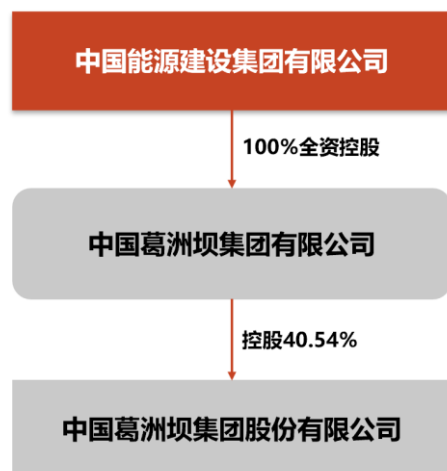 中国能源建设集团有限公司
100%全资控股
中国葛洲坝集团有限公司
控股40.54%
中国葛洲坝集团股份有限公司